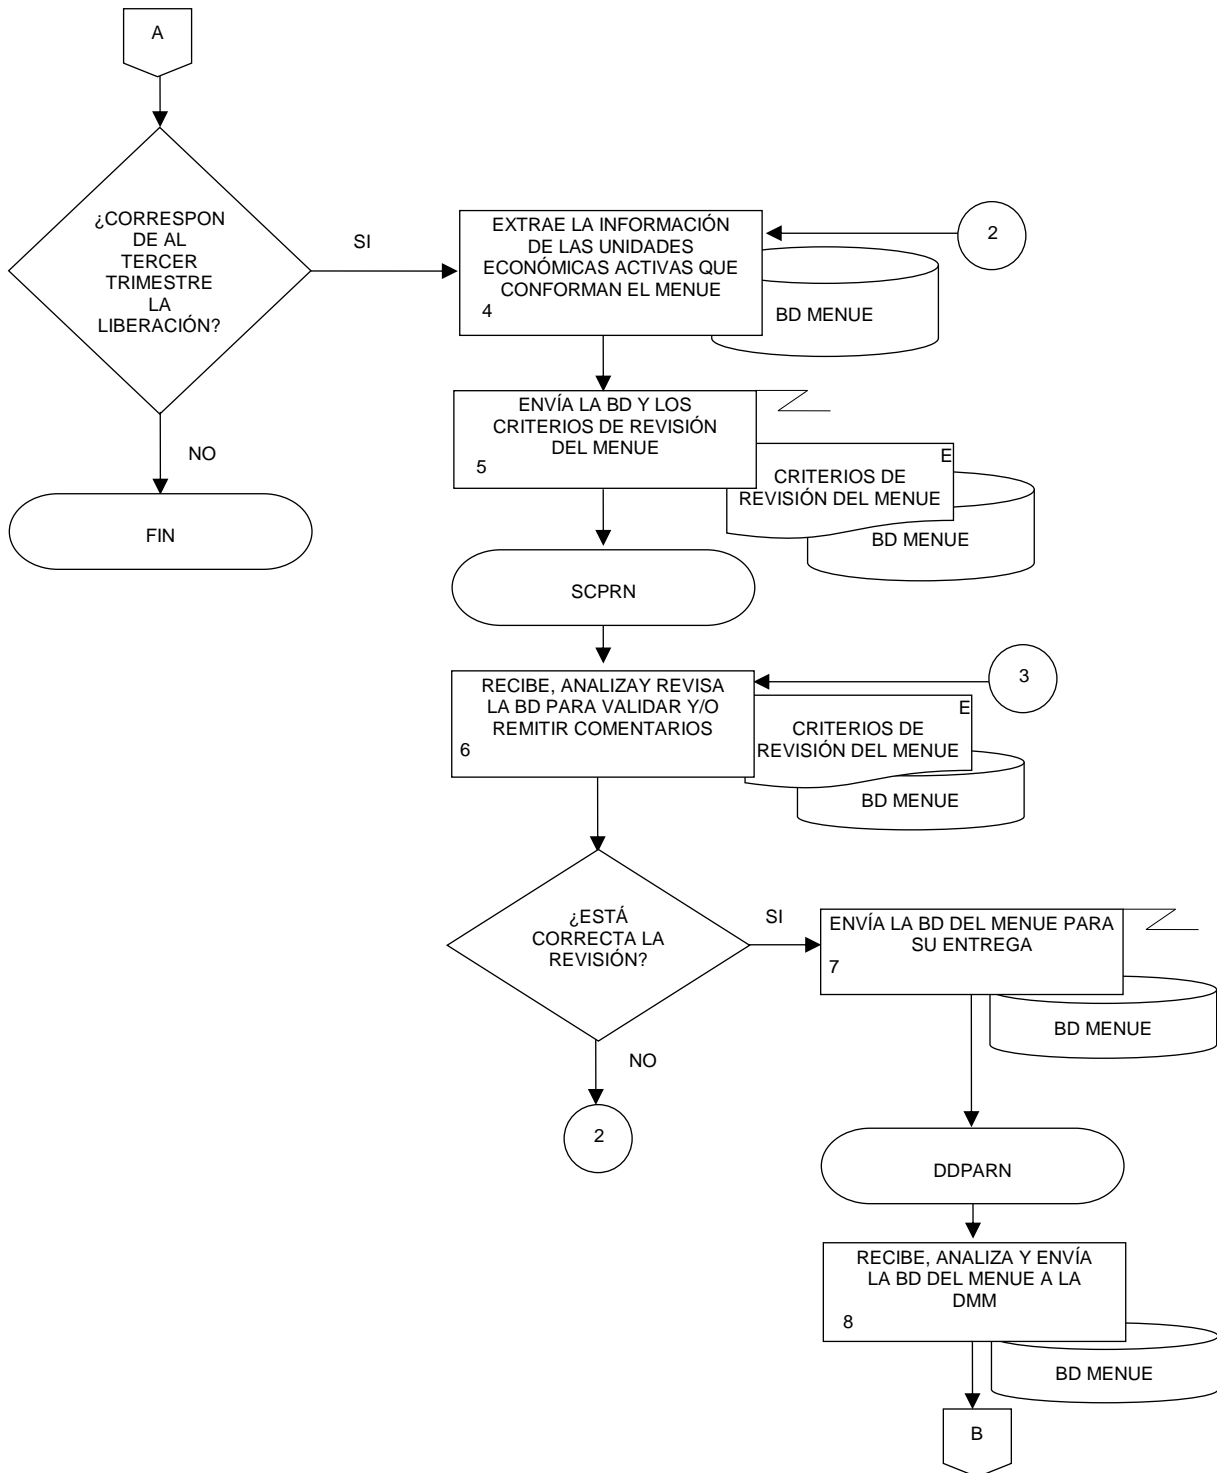 A
¿CORRESPON
DE AL
TERCER
TRIMESTRE
LA
LIBERACIÓN?
SI
NO
FIN
EXTRAE LA INFORMACIÓN
DE LAS UNIDADES
ECONÓMICAS ACTIVAS QUE
CONFORMAN EL MENUE
4
2
BD MENUE
ENVÍA LA BD Y LOS
CRITERIOS DE REVISIÓN
DEL MENUE
5
E
CRITERIOS DE
REVISIÓN DEL MENUE
BD MENUE
SCPRN
RECIBE, ANALIZAY REVISA
LA BD PARA VALIDAR Y/O
REMITIR COMENTARIOS
6
3
E
CRITERIOS DE
REVISIÓN DEL MENUE
BD MENUE
¿ESTÁ
CORRECTA LA
REVISIÓN?
SI
NO
2
ENVÍA LA BD DEL MENUE PARA
SU ENTREGA
7
BD MENUE
DDPARN
RECIBE, ANALIZA Y ENVÍA
LA BD DEL MENUE A LA
DMM
8
BD MENUE
B